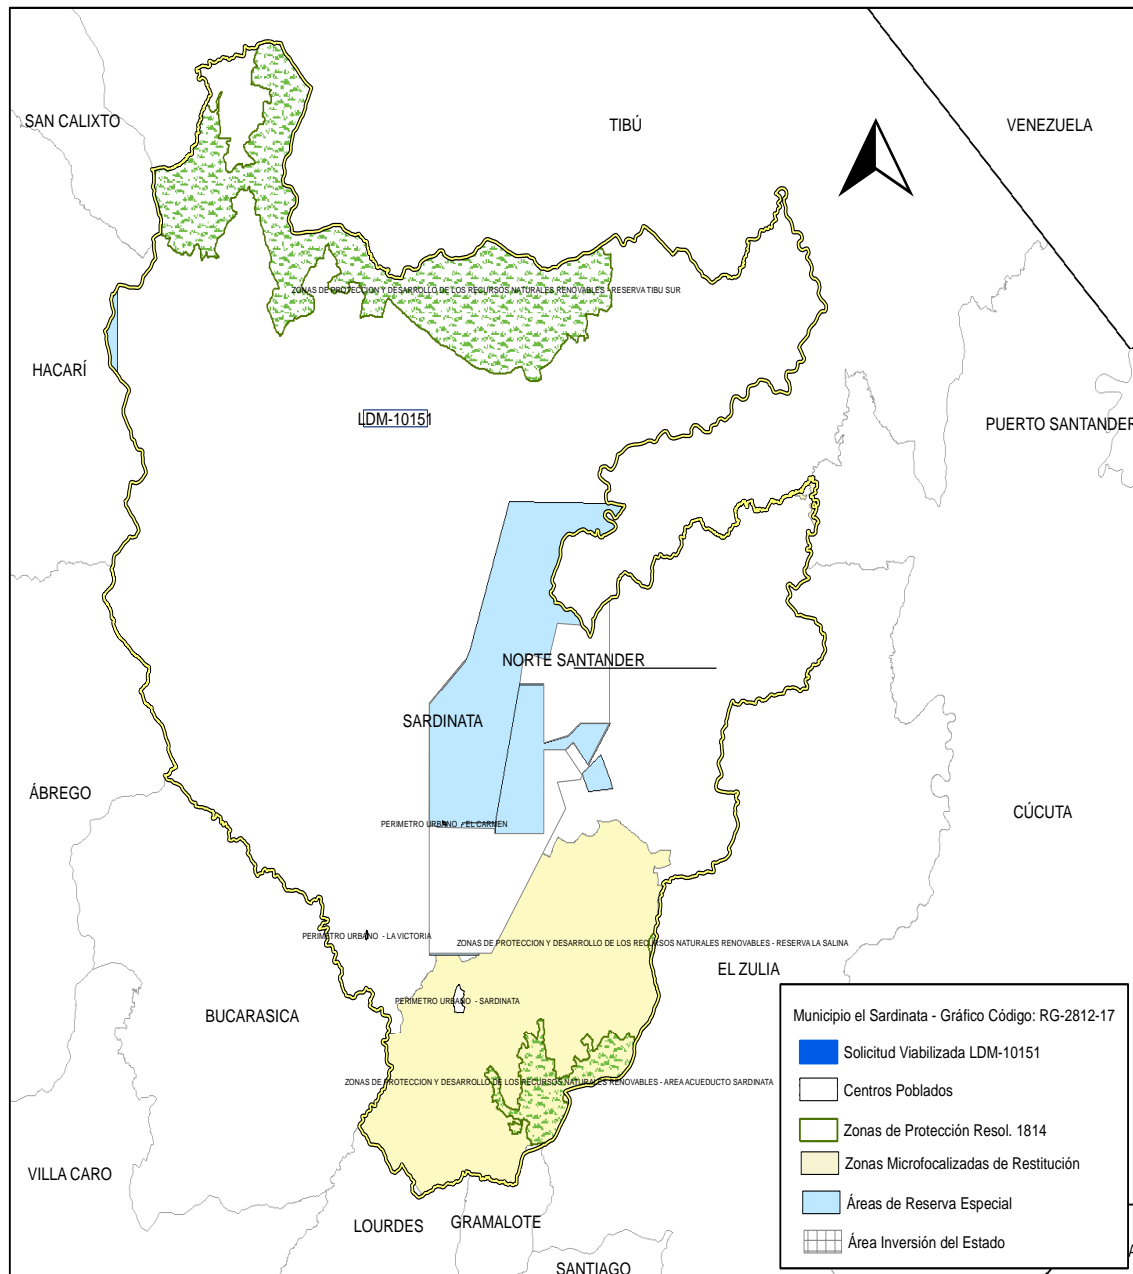 SAN CALIXTO
TIBÚ
VENEZUELA
ZONAS DE PROTECCION Y DESARROLLO DE LOS RECURSOS NATURALES RENOVABLES - RESERVA TIBU SUR
HACARÍ
LDM-10151
PUERTO SANTANDER
NORTE SANTANDER
SARDINATA
ÁBREGO
CÚCUTA
PERIMETRO URBANO - EL CARMEN
PERIMETRO URBANO - LA VICTORIA
ZONAS DE PROTECCION Y DESARROLLO DE LOS RECURSOS NATURALES RENOVABLES - RESERVA LA SALINA
EL ZULIA
PERIMETRO URBANO - SARDINATA
BUCARASICA
ZONAS DE PROTECCION Y DESARROLLO DE LOS RECURSOS NATURALES RENOVABLES - AREA ACUEDUCTO SARDINATA
VILLA CARO
LOURDES
GRAMALOTE
SANTIAGO
Municipio el Sardinata - Gráfico Código: RG-2812-17
Solicitud Viabilizada LDM-10151
Centros Poblados
Zonas de Protección Resol. 1814
Zonas Microfocalizadas de Restitución
Áreas de Reserva Especial
Área Inversión del Estado